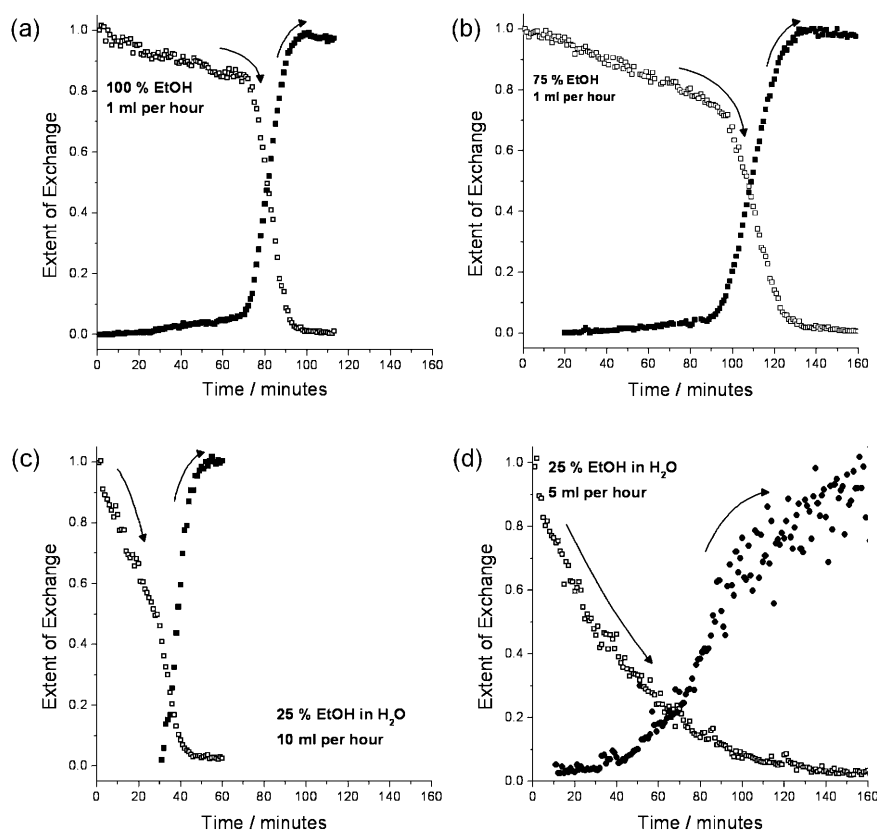 (a)
Extent of Exchange
1.0
0.8
0.6
0.4
0.2
0.0
100 % EtOH
1 ml per hour
0 20 40 60 80 100 120 140 160
Time / minutes
(b)
Extent of Exchange
1.0
0.8
0.6
0.4
0.2
0.0
75 % EtOH
1 ml per hour
0 20 40 60 80 100 120 140 160
Time / minutes
(c)
Extent of Exchange
1.0
0.8
0.6
0.4
0.2
0.0
25 % EtOH in H₂O
10 ml per hour
0 20 40 60 80 100 120 140 160
Time / minutes
(d)
Extent of Exchange
1.0
0.8
0.6
0.4
0.2
0.0
25 % EtOH in H₂O
5 ml per hour
0 20 40 60 80 100 120 140 160
Time / minutes